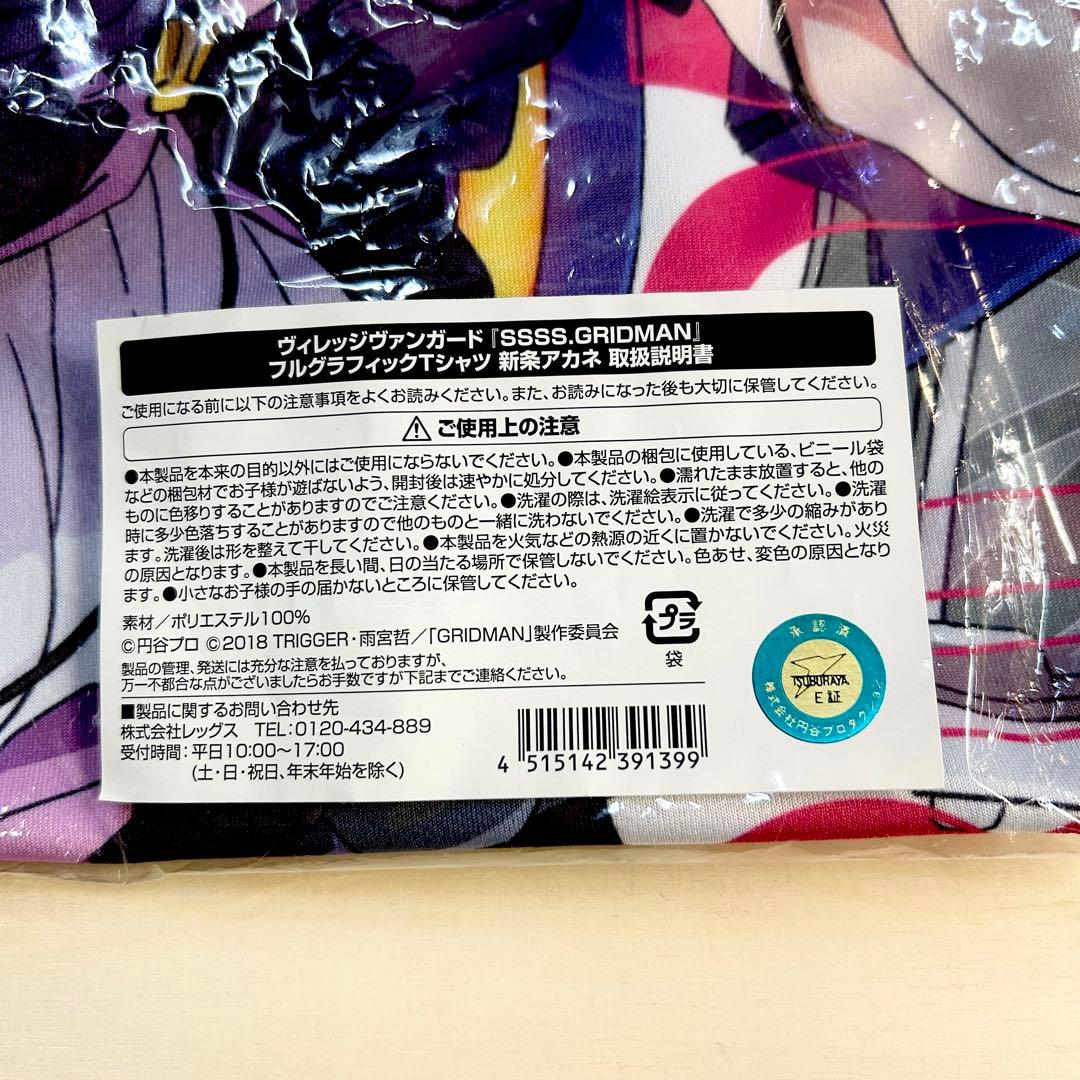 ヴィレッジヴァンガード『SSSS.GRIDMAN』
フルグラフィックTシャツ 新条アカネ 取扱説明書
ご使用になる前に以下の注意事項をよくお読みください。また、お読みになった後も大切に保管してください。
⚠ ご使用上の注意
●本製品を本来の目的以外にはご使用にならないでください。●本製品の梱包に使用している、ビニール袋
などの梱包材でお子様が遊ばないよう、開封後は速やかに処分してください。●濡れたまま放置すると、他の
ものに色移りすることがありますのでご注意ください。●洗濯の際は、洗濯絵表示に従ってください。●洗濯
時に多少色落ちすることがありますので他のものと一緒に洗わないでください。●洗濯で多少の縮みがあり
ます。洗濯後は形を整えて干してください。●本製品を火気などの熱源の近くに置かないでください。火災
の原因となります。●本製品を長い間、日の当たる場所で保管しないでください。色あせ、変色の原因となり
ます。●小さなお子様の手の届かないところに保管してください。
素材／ポリエステル100%
©円谷プロ ©2018 TRIGGER・雨宮哲／「GRIDMAN」製作委員会
製品の管理、発送には充分な注意を払っておりますが、
万一不都合な点がございましたらお手数ですが下記までご連絡ください。
プラ
袋
承認済
TSUBURAYA
E証
株式会社円谷プロダクション
■製品に関するお問い合わせ先
株式会社レッグス TEL:0120-434-889
受付時間:平日10:00〜17:00
(土・日・祝日、年末年始を除く)
4 515142 391399